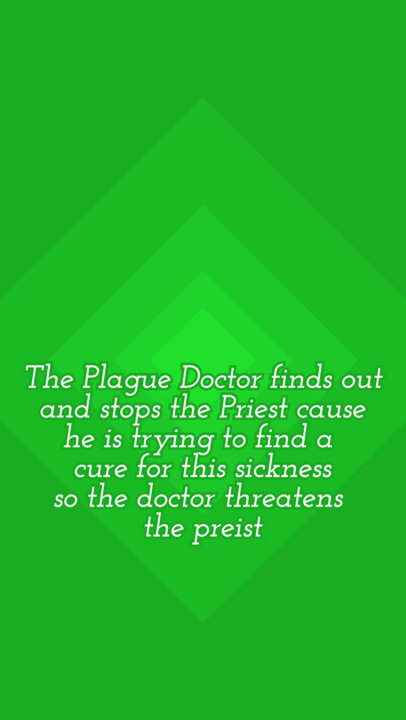 The Plague Doctor finds out
and stops the Priest cause
he is trying to find a
cure for this sickness
so the doctor threatens
the preist